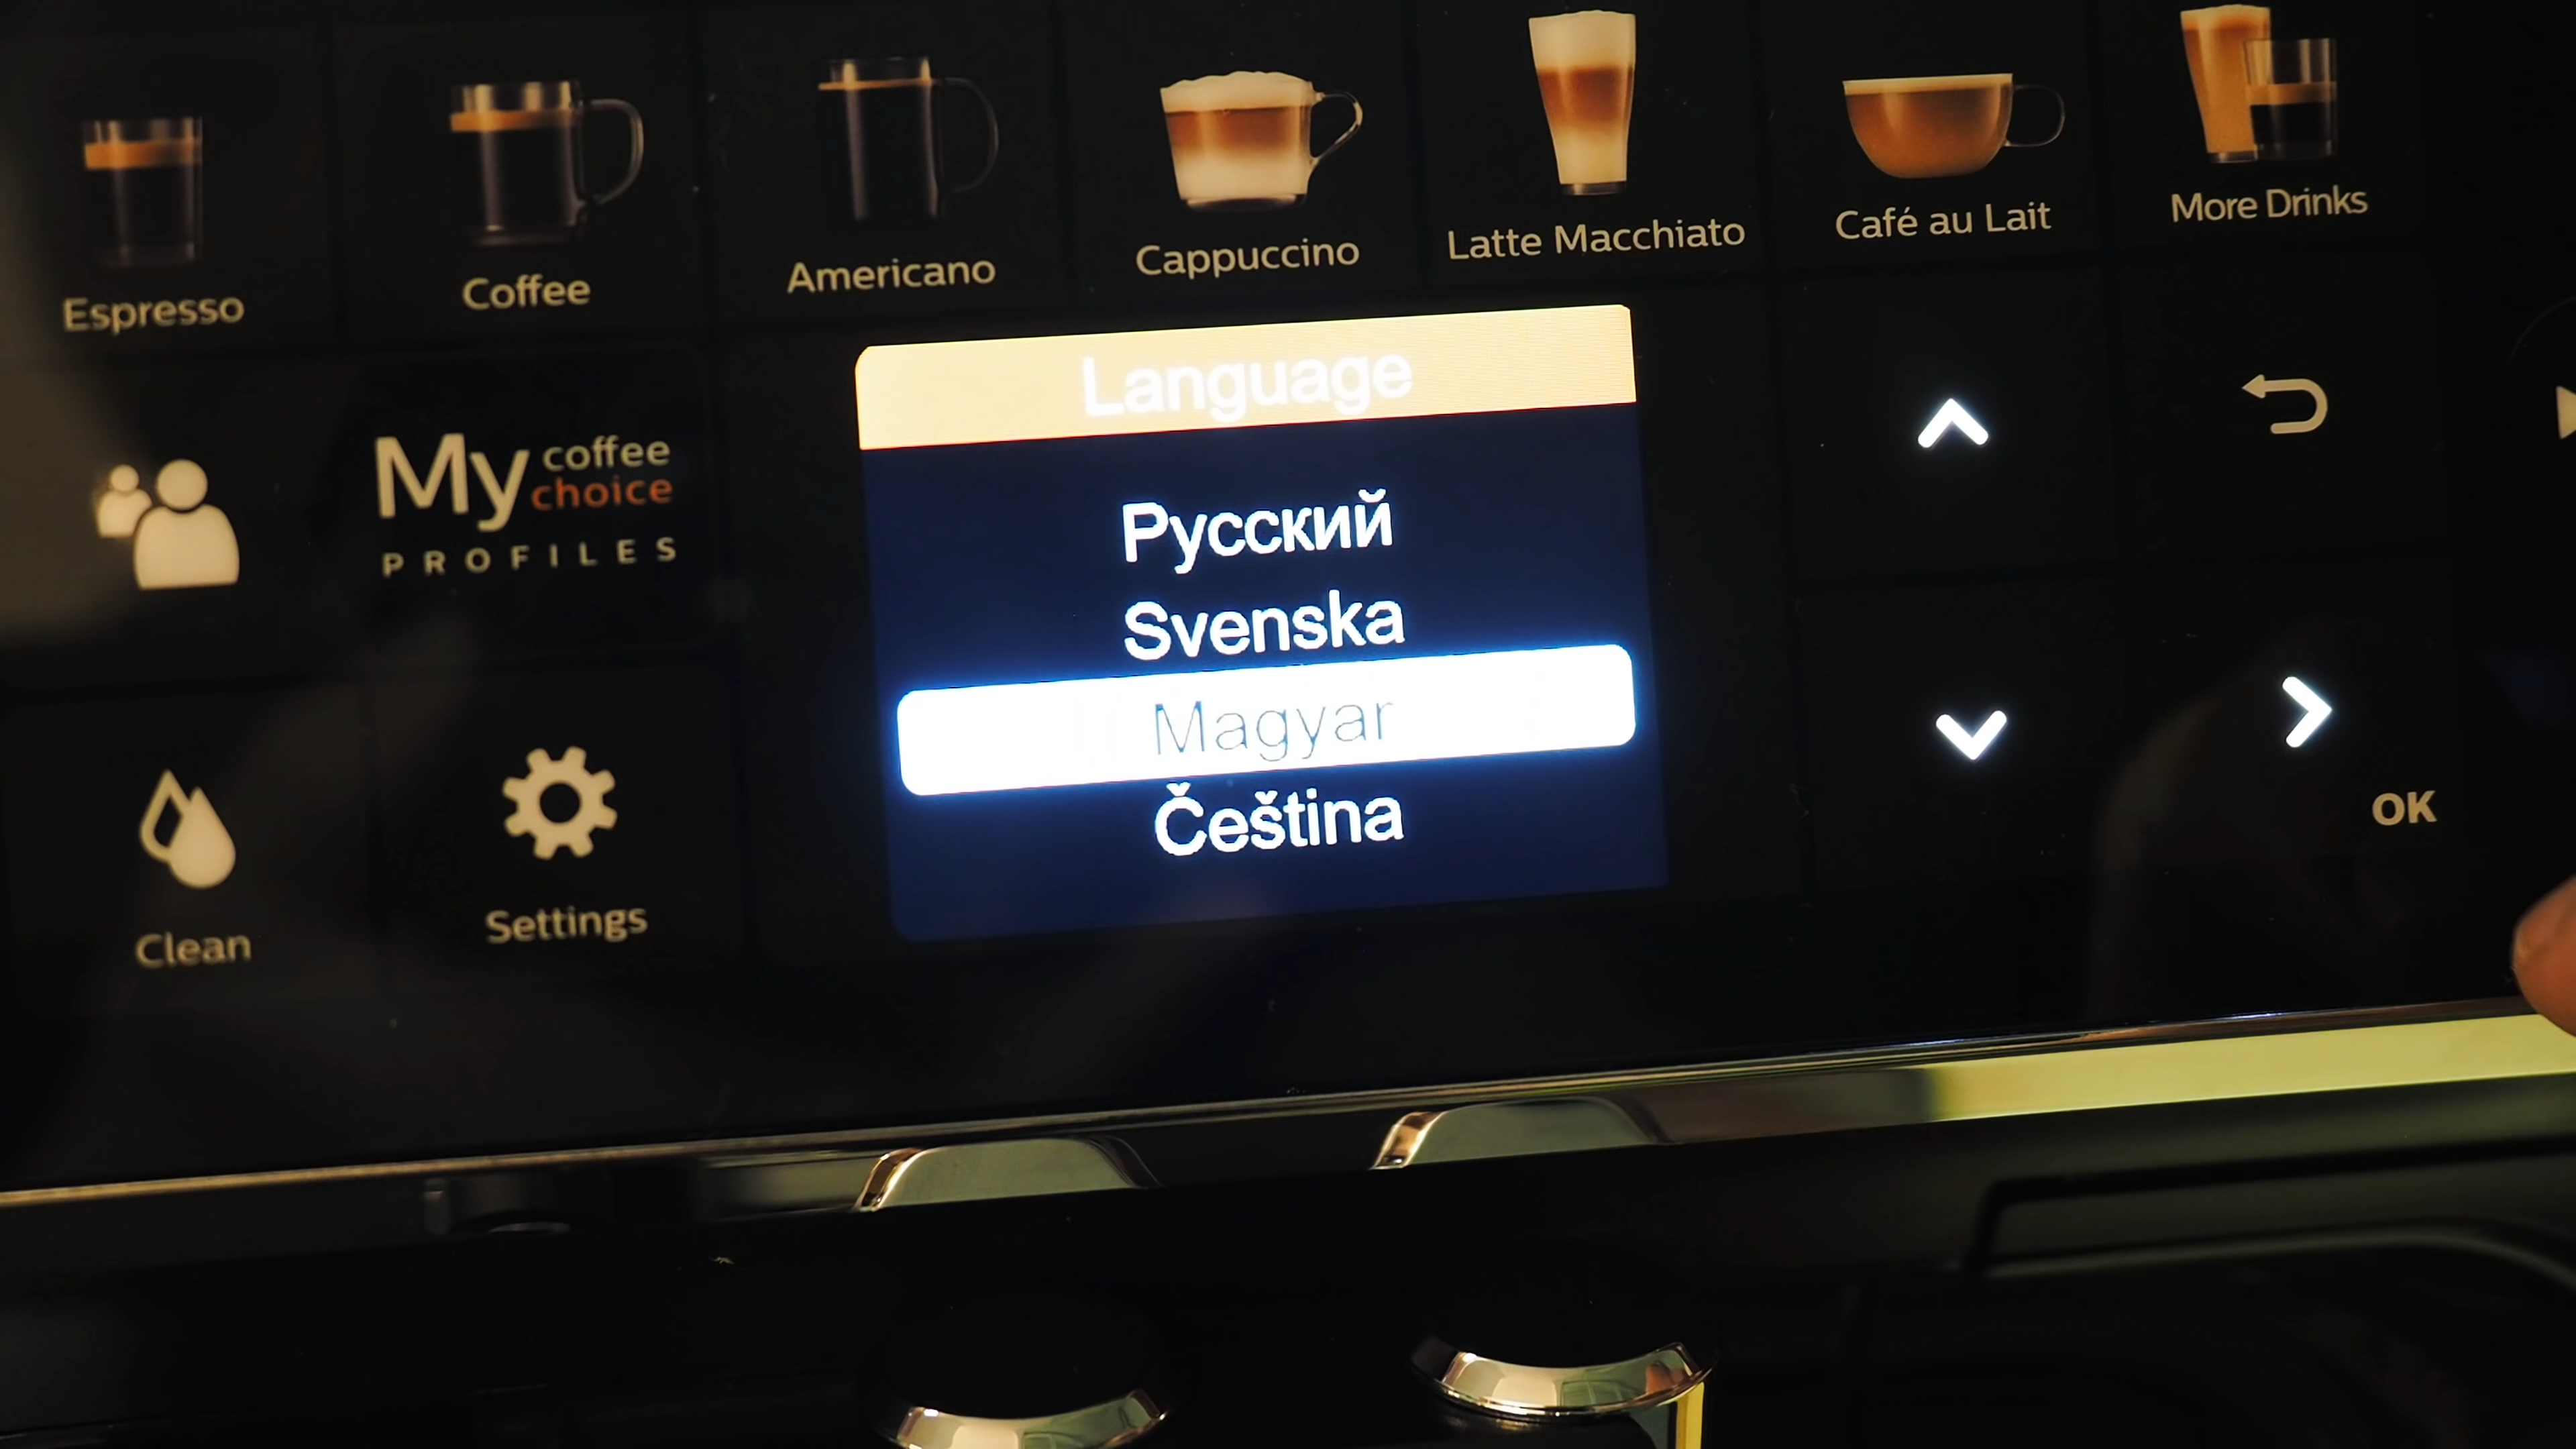 Espresso
Coffee
Americano
Cappuccino
Latte Macchiato
Café au Lait
More Drinks
My coffee choice
PROFILES
Language
Русский
Svenska
Magyar
Čeština
Clean
Settings
OK